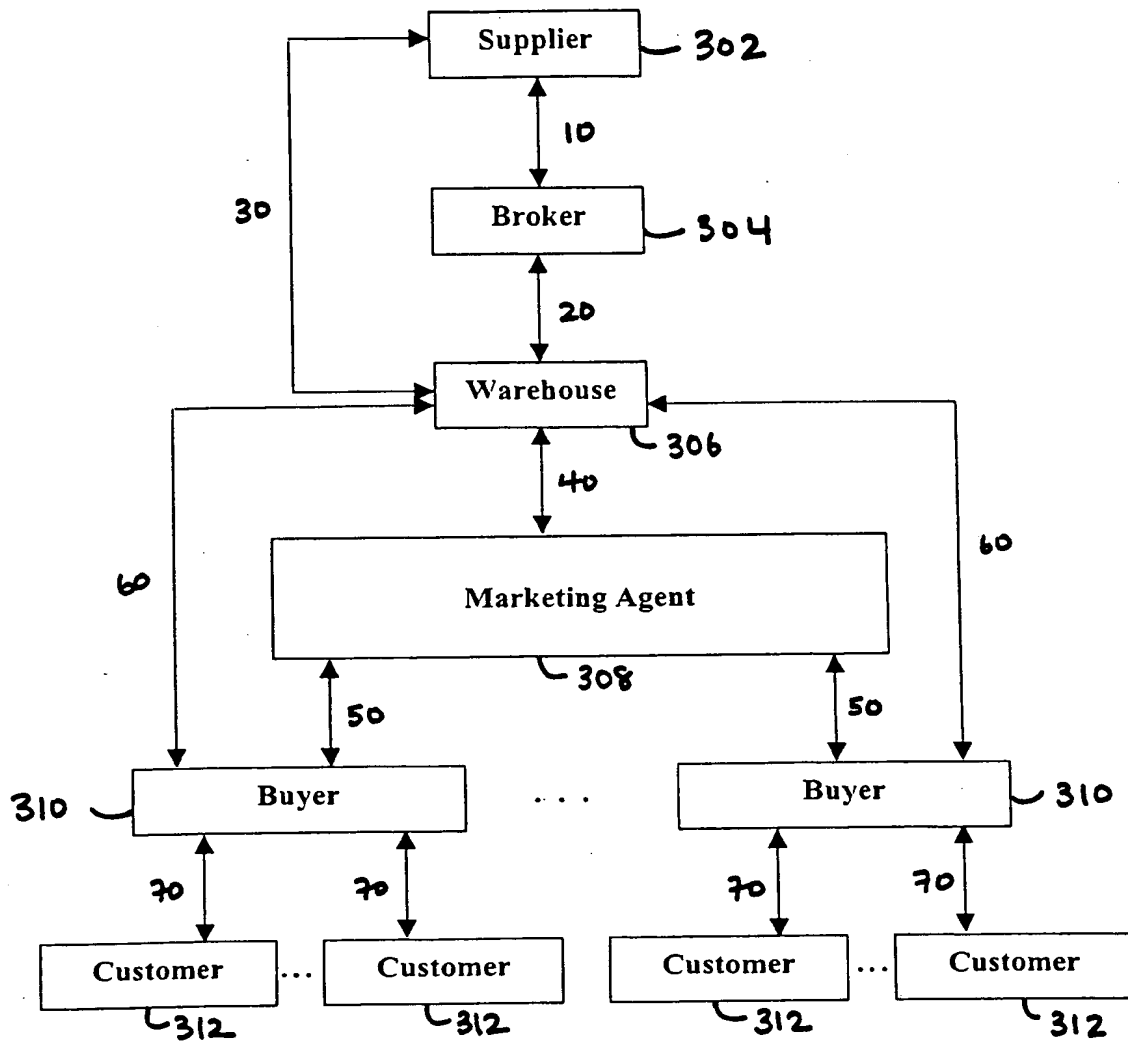 Supplier
302
10
30
Broker
304
20
Warehouse
306
40
60
60
Marketing Agent
308
50
50
310
Buyer
. . .
Buyer
310
70
70
70
70
Customer
...
Customer
Customer
...
Customer
312
312
312
312